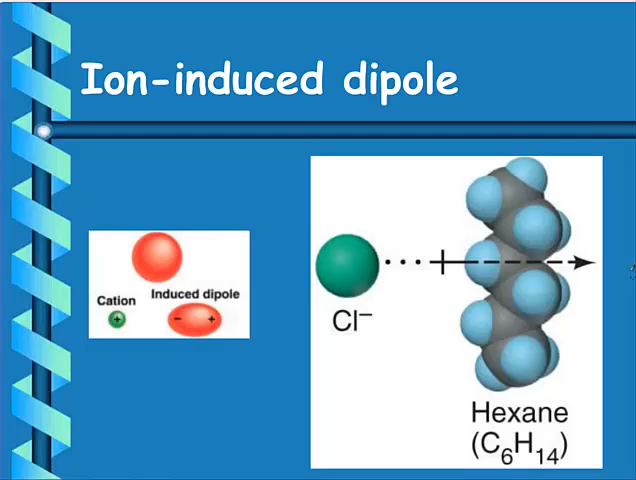 Ion-induced dipole
Cation
Induced dipole
+
− +
Cl⁻
Hexane
(C₆H₁₄)